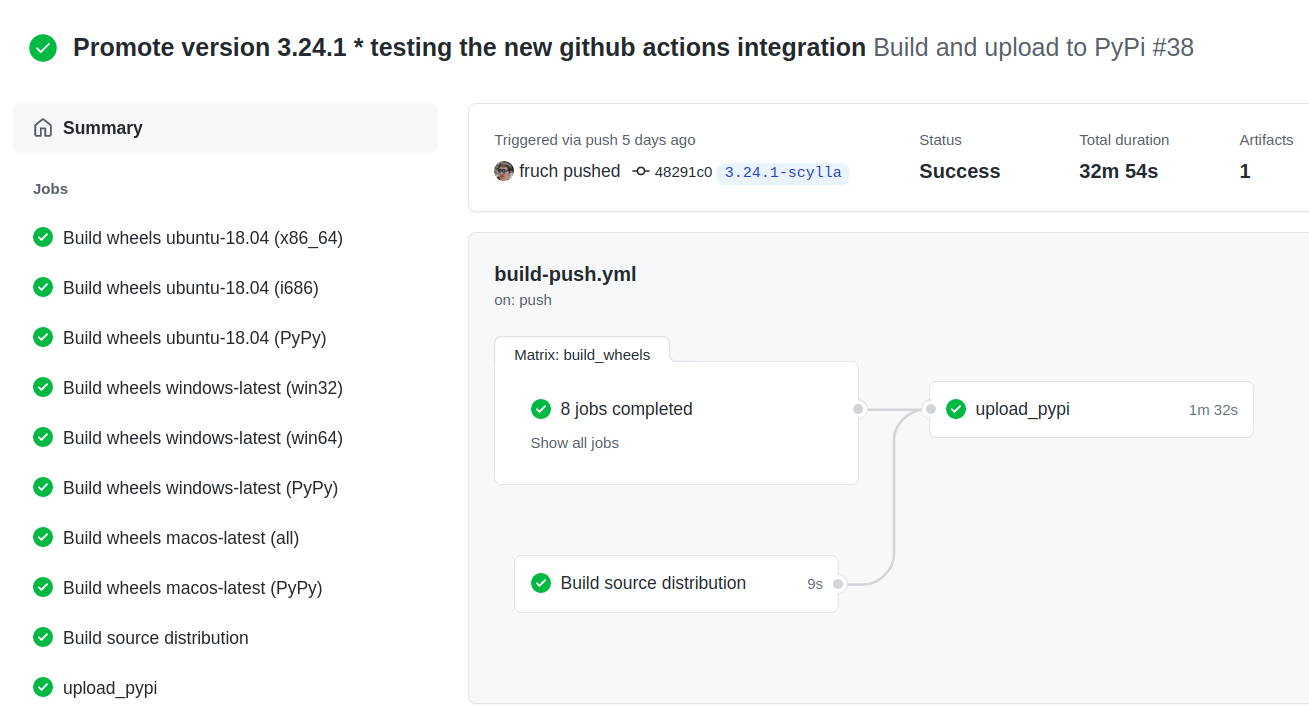 Promote version 3.24.1 * testing the new github actions integration Build and upload to PyPi #38
Summary
Jobs
Build wheels ubuntu-18.04 (x86_64)
Build wheels ubuntu-18.04 (i686)
Build wheels ubuntu-18.04 (PyPy)
Build wheels windows-latest (win32)
Build wheels windows-latest (win64)
Build wheels windows-latest (PyPy)
Build wheels macos-latest (all)
Build wheels macos-latest (PyPy)
Build source distribution
upload_pypi
Triggered via push 5 days ago
fruch pushed 48291c0 3.24.1-scylla
Status
Success
Total duration
32m 54s
Artifacts
1
build-push.yml
on: push
Matrix: build_wheels
8 jobs completed
Show all jobs
upload_pypi 1m 32s
Build source distribution 9s